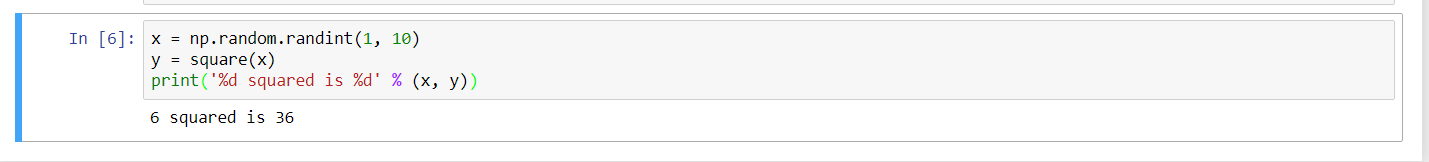 In [6]: x = np.random.randint(1, 10)
y = square(x)
print('%d squared is %d' % (x, y))
6 squared is 36